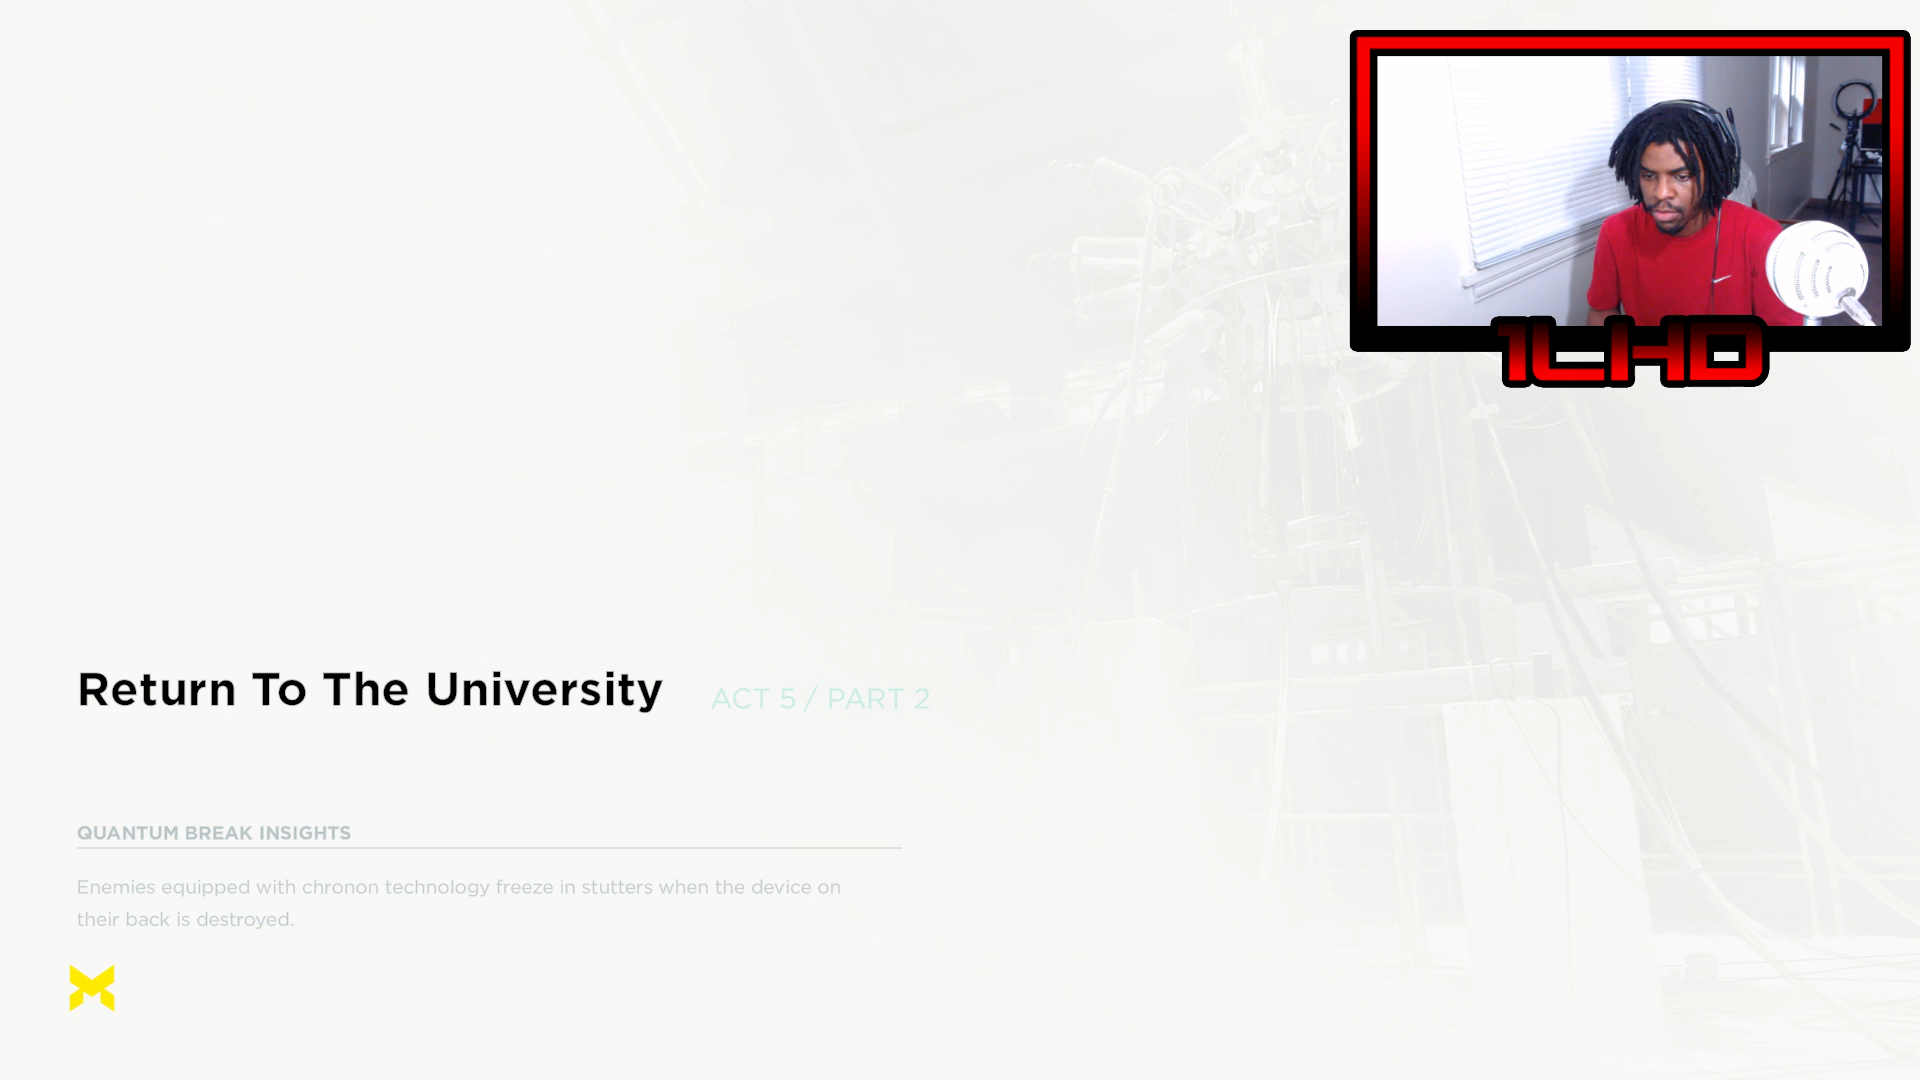 1LHD
Return To The University ACT 5 / PART 2
QUANTUM BREAK INSIGHTS
Enemies equipped with chronon technology freeze in stutters when the device on
their back is destroyed.